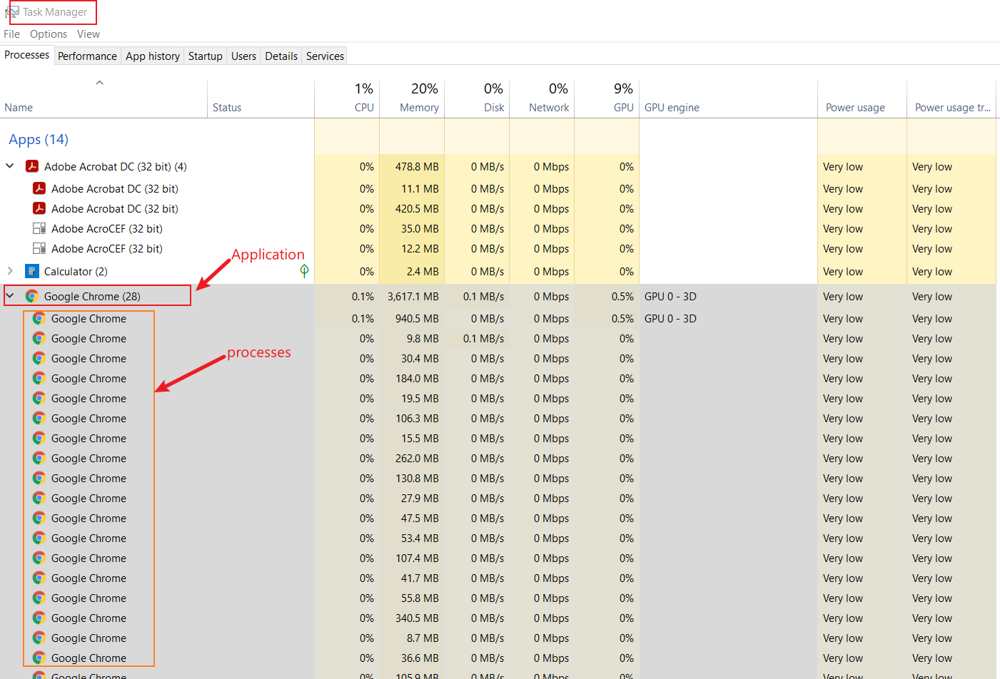 Task Manager
File Options View
Processes Performance App history Startup Users Details Services
1% 20% 0% 0% 9%
Name Status CPU Memory Disk Network GPU GPU engine Power usage Power usage tr...
Apps (14)
Adobe Acrobat DC (32 bit) (4) 0% 478.8 MB 0 MB/s 0 Mbps 0% Very low Very low
Adobe Acrobat DC (32 bit) 0% 11.1 MB 0 MB/s 0 Mbps 0% Very low Very low
Adobe Acrobat DC (32 bit) 0% 420.5 MB 0 MB/s 0 Mbps 0% Very low Very low
Adobe AcroCEF (32 bit) 0% 35.0 MB 0 MB/s 0 Mbps 0% Very low Very low
Adobe AcroCEF (32 bit) 0% 12.2 MB 0 MB/s 0 Mbps 0% Very low Very low
Application
Calculator (2) 0% 2.4 MB 0 MB/s 0 Mbps 0% Very low Very low
Google Chrome (28) 0.1% 3,617.1 MB 0.1 MB/s 0 Mbps 0.5% GPU 0 - 3D Very low Very low
Google Chrome 0.1% 940.5 MB 0 MB/s 0 Mbps 0.5% GPU 0 - 3D Very low Very low
Google Chrome 0% 9.8 MB 0.1 MB/s 0 Mbps 0% Very low Very low
processes
Google Chrome 0% 30.4 MB 0 MB/s 0 Mbps 0% Very low Very low
Google Chrome 0% 184.0 MB 0 MB/s 0 Mbps 0% Very low Very low
Google Chrome 0% 19.5 MB 0 MB/s 0 Mbps 0% Very low Very low
Google Chrome 0% 106.3 MB 0 MB/s 0 Mbps 0% Very low Very low
Google Chrome 0% 15.5 MB 0 MB/s 0 Mbps 0% Very low Very low
Google Chrome 0% 262.0 MB 0 MB/s 0 Mbps 0% Very low Very low
Google Chrome 0% 130.8 MB 0 MB/s 0 Mbps 0% Very low Very low
Google Chrome 0% 27.9 MB 0 MB/s 0 Mbps 0% Very low Very low
Google Chrome 0% 47.5 MB 0 MB/s 0 Mbps 0% Very low Very low
Google Chrome 0% 53.4 MB 0 MB/s 0 Mbps 0% Very low Very low
Google Chrome 0% 107.4 MB 0 MB/s 0 Mbps 0% Very low Very low
Google Chrome 0% 41.7 MB 0 MB/s 0 Mbps 0% Very low Very low
Google Chrome 0% 55.8 MB 0 MB/s 0 Mbps 0% Very low Very low
Google Chrome 0% 340.5 MB 0 MB/s 0 Mbps 0% Very low Very low
Google Chrome 0% 8.7 MB 0 MB/s 0 Mbps 0% Very low Very low
Google Chrome 0% 36.6 MB 0 MB/s 0 Mbps 0% Very low Very low
Google Chrome 0% 105.9 MB 0 MB/s 0 Mbps 0% Very low Very low